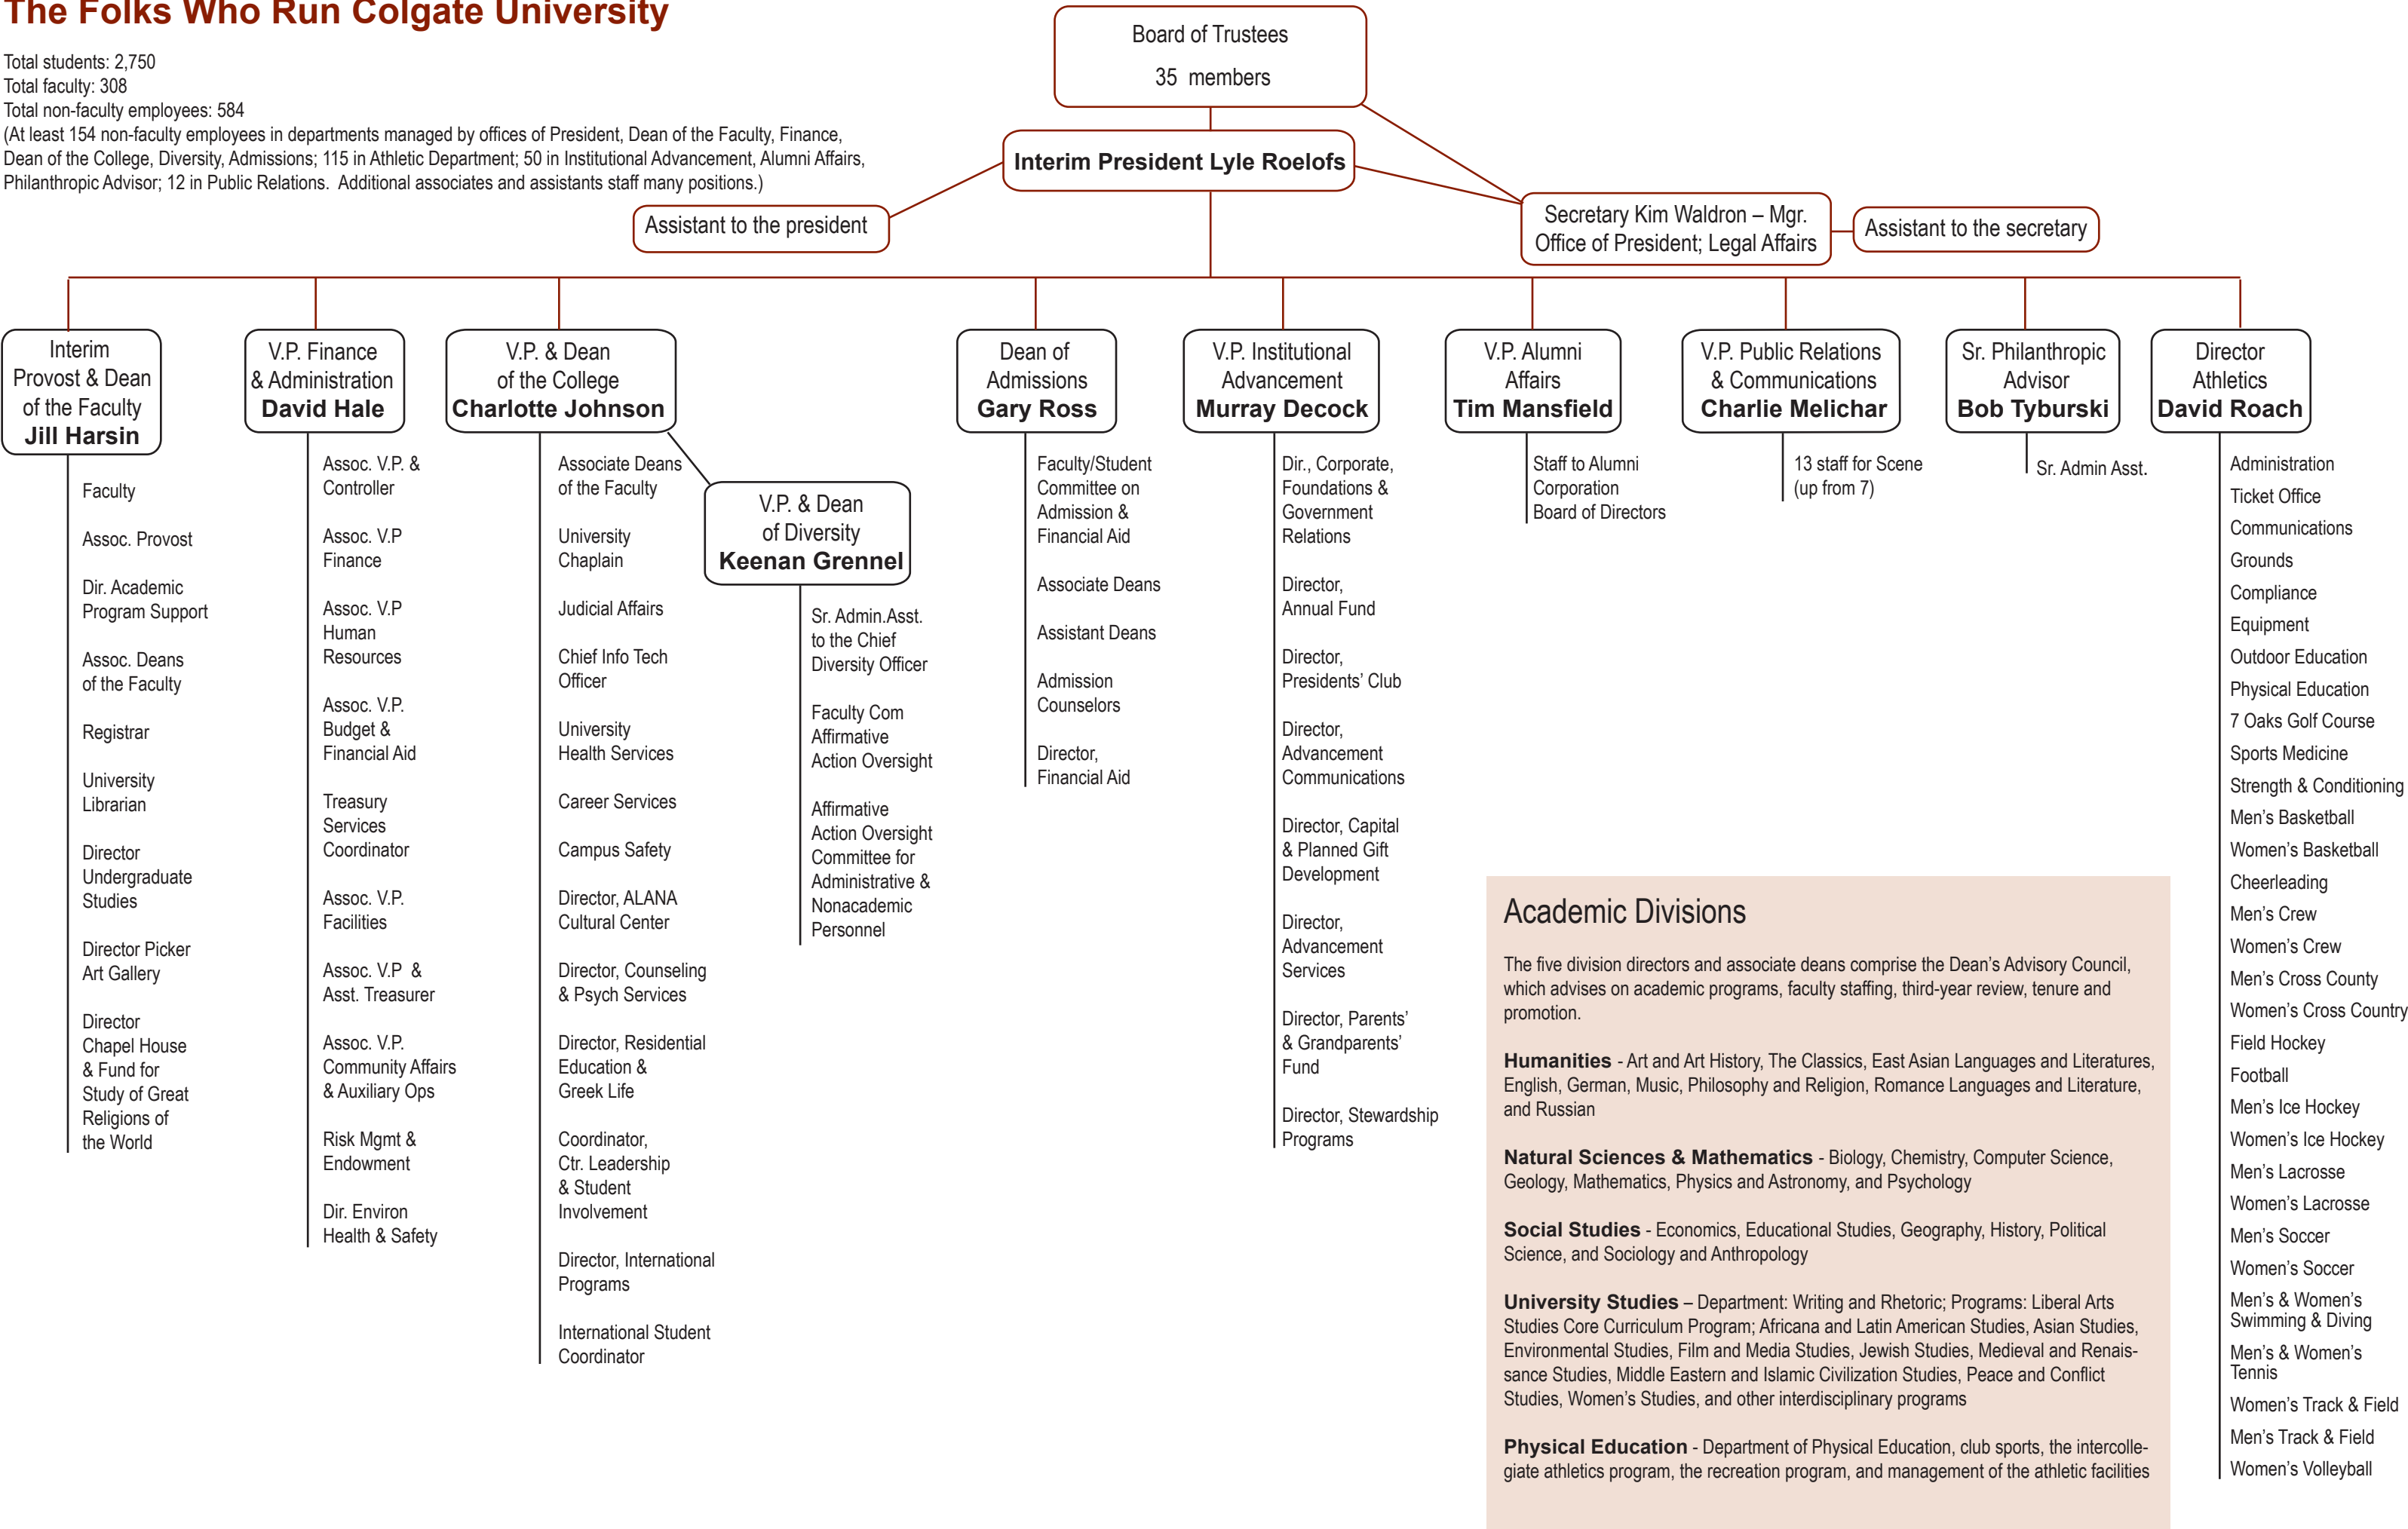 The Folks Who Run Colgate University
Total students: 2,750
Total faculty: 308
Total non-faculty employees: 584
(At least 154 non-faculty employees in departments managed by offices of President, Dean of the Faculty, Finance,
Dean of the College, Diversity, Admissions; 115 in Athletic Department; 50 in Institutional Advancement, Alumni Affairs,
Philanthropic Advisor; 12 in Public Relations. Additional associates and assistants staff many positions.)
Board of Trustees
35 members
Interim President Lyle Roelofs
Assistant to the president
Secretary Kim Waldron – Mgr.
Office of President; Legal Affairs
Assistant to the secretary
Interim
Provost & Dean
of the Faculty
Jill Harsin
Faculty
Assoc. Provost
Dir. Academic
Program Support
Assoc. Deans
of the Faculty
Registrar
University
Librarian
Director
Undergraduate
Studies
Director Picker
Art Gallery
Director
Chapel House
& Fund for
Study of Great
Religions of
the World
V.P. Finance
& Administration
David Hale
Assoc. V.P. &
Controller
Assoc. V.P
Finance
Assoc. V.P
Human
Resources
Assoc. V.P.
Budget &
Financial Aid
Treasury
Services
Coordinator
Assoc. V.P.
Facilities
Assoc. V.P &
Asst. Treasurer
Assoc. V.P.
Community Affairs
& Auxiliary Ops
Risk Mgmt &
Endowment
Dir. Environ
Health & Safety
V.P. & Dean
of the College
Charlotte Johnson
Associate Deans
of the Faculty
University
Chaplain
Judicial Affairs
Chief Info Tech
Officer
University
Health Services
Career Services
Campus Safety
Director, ALANA
Cultural Center
Director, Counseling
& Psych Services
Director, Residential
Education &
Greek Life
Coordinator,
Ctr. Leadership
& Student
Involvement
Director, International
Programs
International Student
Coordinator
V.P. & Dean
of Diversity
Keenan Grennel
Sr. Admin.Asst.
to the Chief
Diversity Officer
Faculty Com
Affirmative
Action Oversight
Affirmative
Action Oversight
Committee for
Administrative &
Nonacademic
Personnel
Dean of
Admissions
Gary Ross
Faculty/Student
Committee on
Admission &
Financial Aid
Associate Deans
Assistant Deans
Admission
Counselors
Director,
Financial Aid
V.P. Institutional
Advancement
Murray Decock
Dir., Corporate,
Foundations &
Government
Relations
Director,
Annual Fund
Director,
Presidents’ Club
Director,
Advancement
Communications
Director, Capital
& Planned Gift
Development
Director,
Advancement
Services
Director, Parents’
& Grandparents’
Fund
Director, Stewardship
Programs
V.P. Alumni
Affairs
Tim Mansfield
Staff to Alumni
Corporation
Board of Directors
V.P. Public Relations
& Communications
Charlie Melichar
13 staff for Scene
(up from 7)
Sr. Philanthropic
Advisor
Bob Tyburski
Sr. Admin Asst.
Director
Athletics
David Roach
Administration
Ticket Office
Communications
Grounds
Compliance
Equipment
Outdoor Education
Physical Education
7 Oaks Golf Course
Sports Medicine
Strength & Conditioning
Men’s Basketball
Women’s Basketball
Cheerleading
Men’s Crew
Women’s Crew
Men’s Cross County
Women’s Cross Country
Field Hockey
Football
Men’s Ice Hockey
Women’s Ice Hockey
Men’s Lacrosse
Women’s Lacrosse
Men’s Soccer
Women’s Soccer
Men’s & Women’s
Swimming & Diving
Men’s & Women’s
Tennis
Women’s Track & Field
Men’s Track & Field
Women’s Volleyball
Academic Divisions
The five division directors and associate deans comprise the Dean’s Advisory Council,
which advises on academic programs, faculty staffing, third-year review, tenure and
promotion.
Humanities - Art and Art History, The Classics, East Asian Languages and Literatures,
English, German, Music, Philosophy and Religion, Romance Languages and Literature,
and Russian
Natural Sciences & Mathematics - Biology, Chemistry, Computer Science,
Geology, Mathematics, Physics and Astronomy, and Psychology
Social Studies - Economics, Educational Studies, Geography, History, Political
Science, and Sociology and Anthropology
University Studies – Department: Writing and Rhetoric; Programs: Liberal Arts
Studies Core Curriculum Program; Africana and Latin American Studies, Asian Studies,
Environmental Studies, Film and Media Studies, Jewish Studies, Medieval and Renais-
sance Studies, Middle Eastern and Islamic Civilization Studies, Peace and Conflict
Studies, Women’s Studies, and other interdisciplinary programs
Physical Education - Department of Physical Education, club sports, the intercolle-
giate athletics program, the recreation program, and management of the athletic facilities